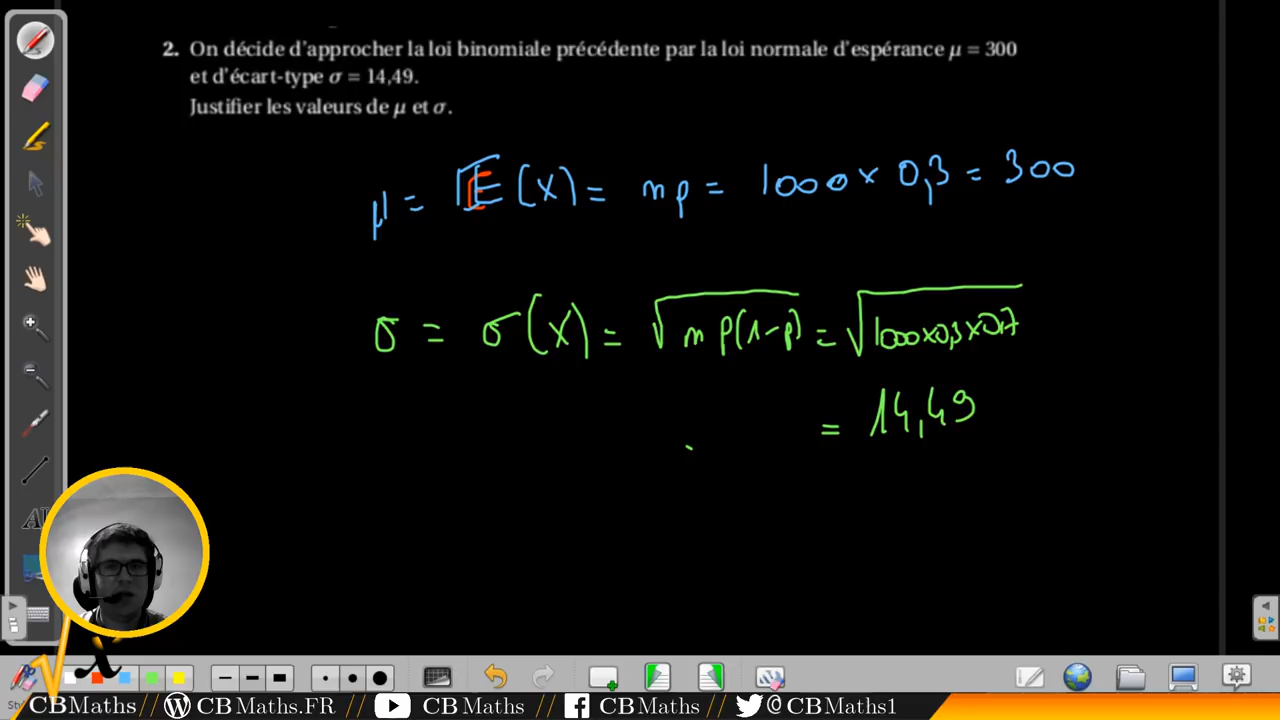 2. On décide d'approcher la loi binomiale précédente par la loi normale d'espérance μ = 300
et d'écart-type σ = 14,49.
Justifier les valeurs de μ et σ.
μ = E(X) = np = 1000 × 0,3 = 300
σ = σ(X) = √np(1-p) = √1000×0,3×0,7
= 14,49
CBMaths // CBMaths.FR // CBMaths // CBMaths // @CBMaths1